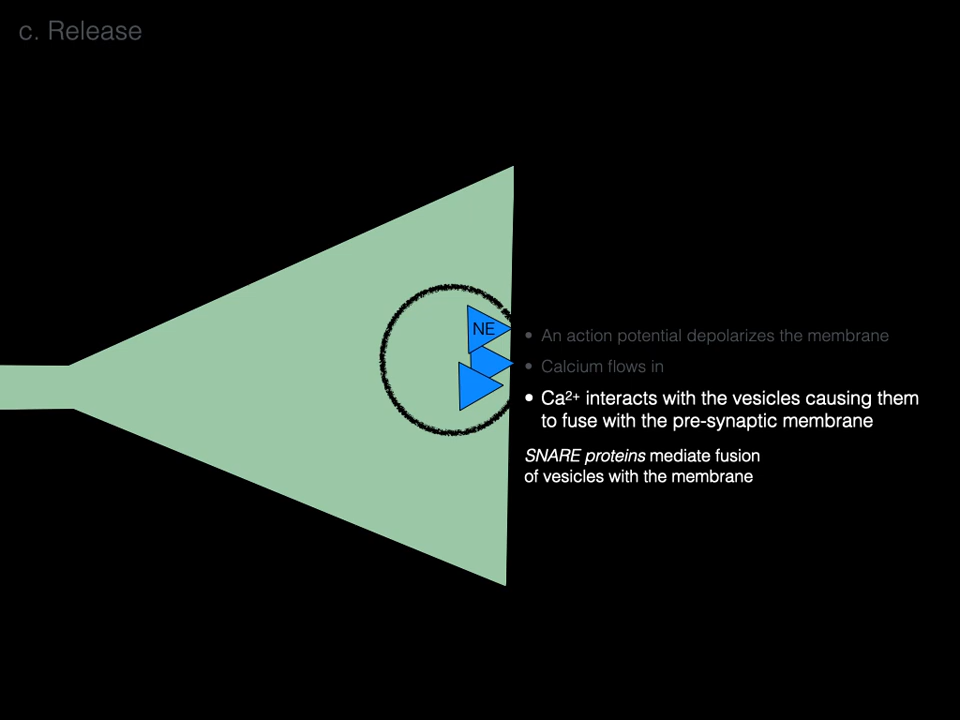 c. Release
NE
• An action potential depolarizes the membrane
• Calcium flows in
• Ca²⁺ interacts with the vesicles causing them
to fuse with the pre-synaptic membrane
SNARE proteins mediate fusion
of vesicles with the membrane